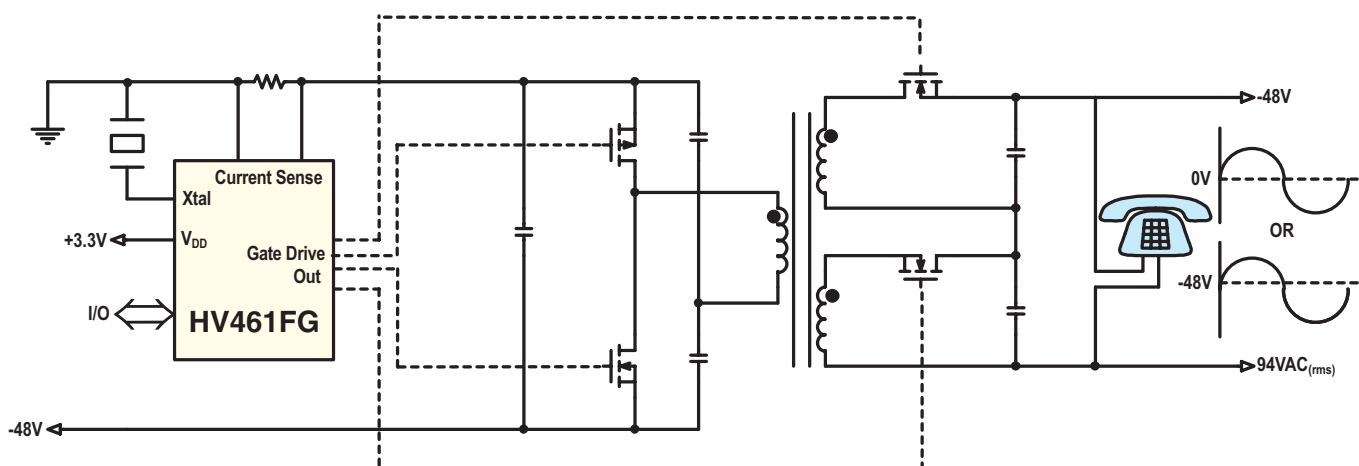 -48V
Current Sense
Xtal
0V
+3.3V
VDD
Gate Drive
Out
OR
-48V
I/O
HV461FG
94VAC(rms)
-48V